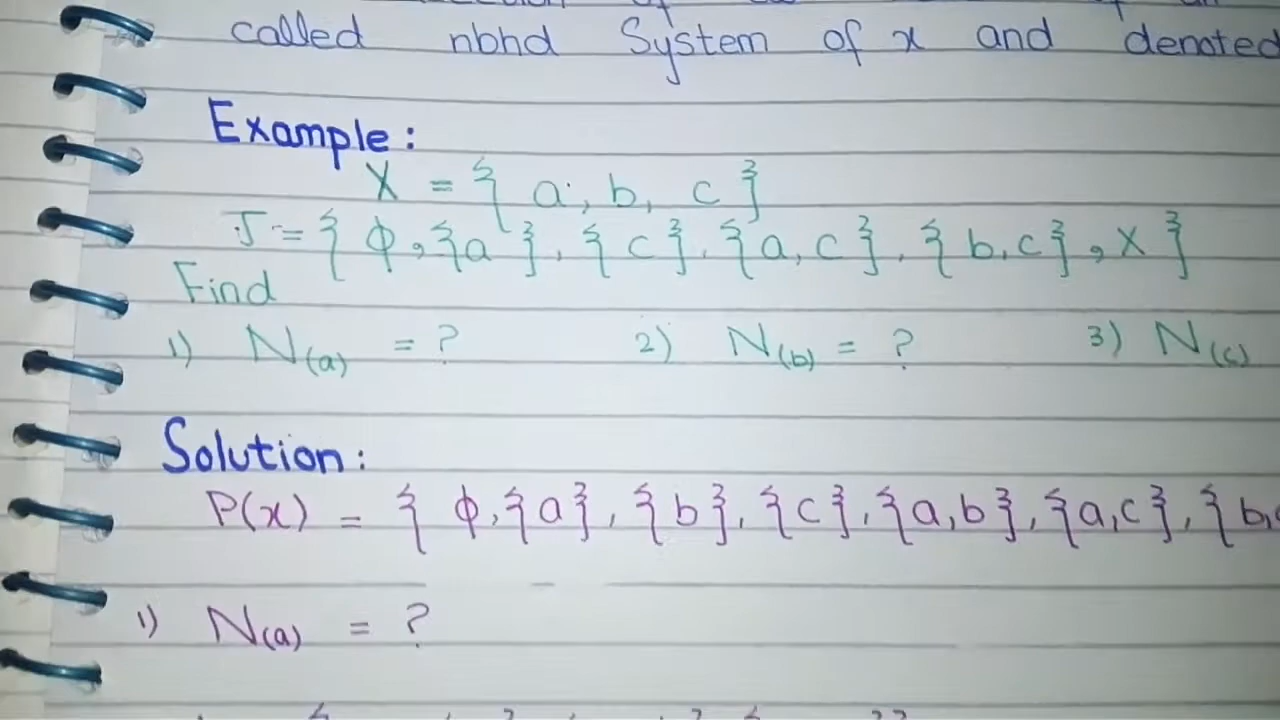 called nbhd System of x and denoted
Example:
X = { a, b, c }
J = { ϕ, {a}, {c}, {a, c}, {b, c}, X }
Find
1) N(a) = ? 2) N(b) = ? 3) N(c)
Solution:
P(x) = { ϕ, {a}, {b}, {c}, {a, b}, {a, c}, {b,
1) N(a) = ?